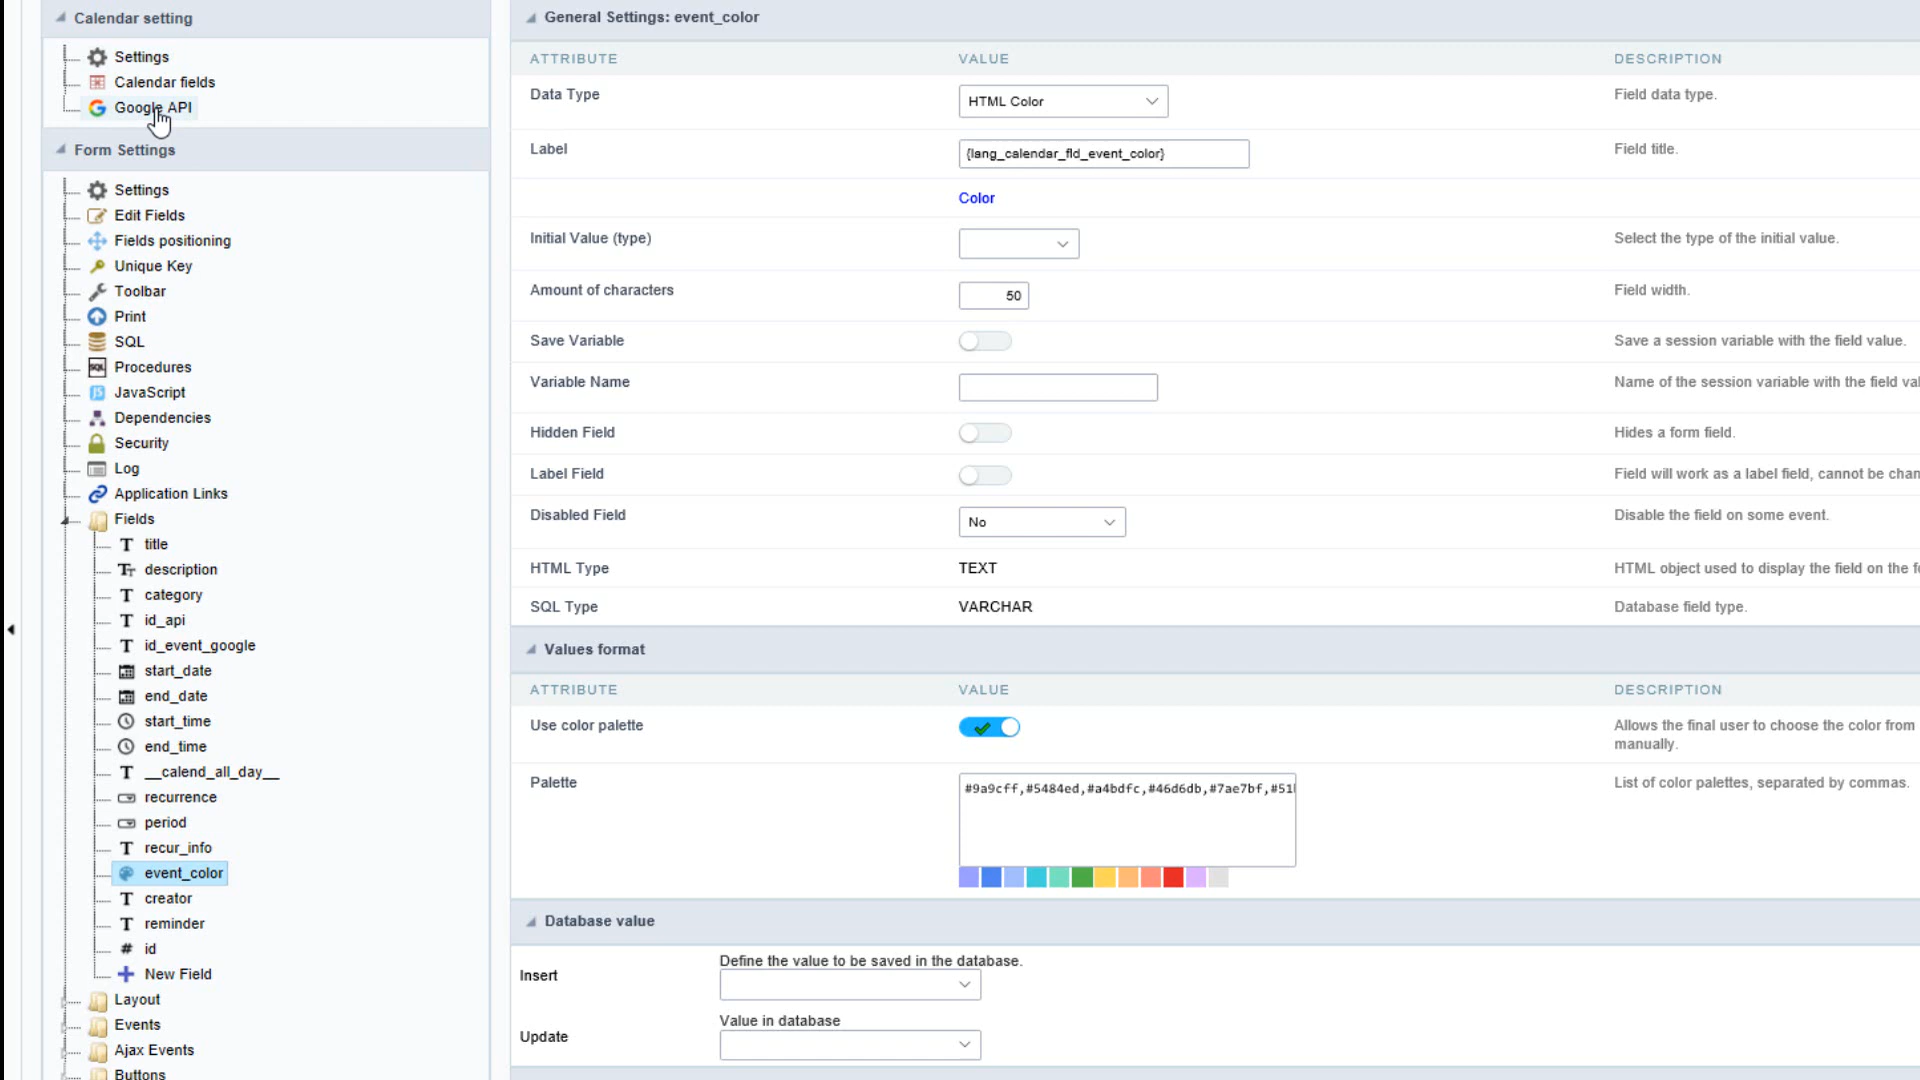 Calendar setting
Settings
Calendar fields
Google API
Form Settings
Settings
Edit Fields
Fields positioning
Unique Key
Toolbar
Print
SQL
Procedures
JavaScript
Dependencies
Security
Log
Application Links
Fields
title
description
category
id_api
id_event_google
start_date
end_date
start_time
end_time
__calend_all_day__
recurrence
period
recur_info
event_color
creator
reminder
id
New Field
Layout
Events
Ajax Events
Buttons
General Settings: event_color
ATTRIBUTE VALUE DESCRIPTION
Data Type HTML Color Field data type.
Label {lang_calendar_fld_event_color} Field title.
Color
Initial Value (type) Select the type of the initial value.
Amount of characters 50 Field width.
Save Variable Save a session variable with the field value.
Variable Name Name of the session variable with the field val
Hidden Field Hides a form field.
Label Field Field will work as a label field, cannot be chan
Disabled Field No Disable the field on some event.
HTML Type TEXT HTML object used to display the field on the fo
SQL Type VARCHAR Database field type.
Values format
ATTRIBUTE VALUE DESCRIPTION
Use color palette Allows the final user to choose the color from
manually.
Palette #9a9cff,#5484ed,#a4bdfc,#46d6db,#7ae7bf,#51 List of color palettes, separated by commas.
Database value
Define the value to be saved in the database.
Insert
Value in database
Update